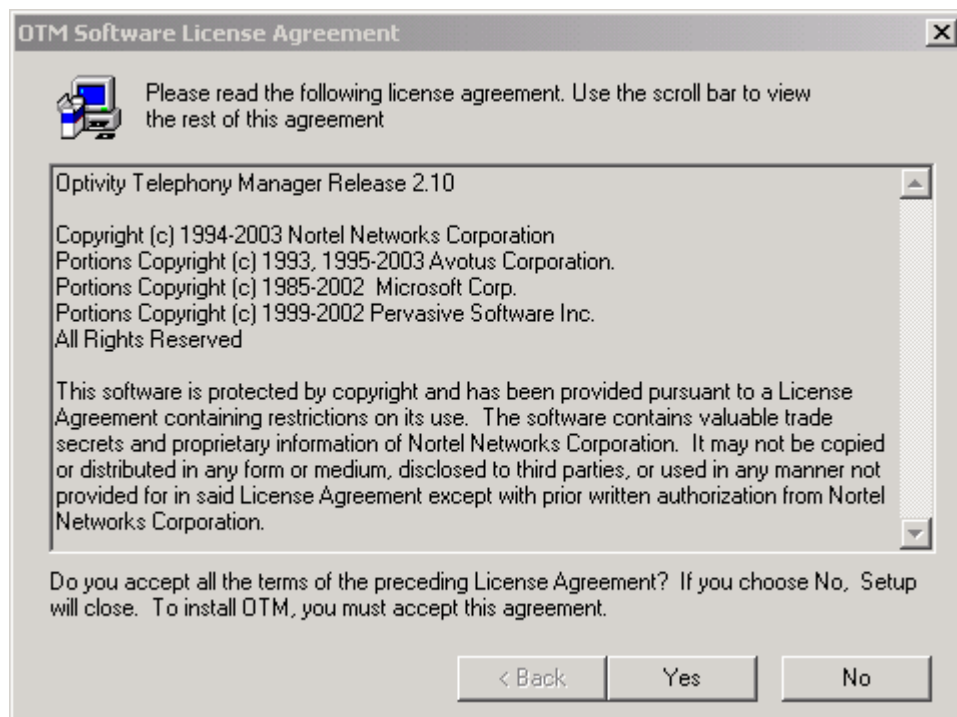 OTM Software License Agreement
Please read the following license agreement. Use the scroll bar to view
the rest of this agreement
Optivity Telephony Manager Release 2.10
Copyright (c) 1994-2003 Nortel Networks Corporation
Portions Copyright (c) 1993, 1995-2003 Avotus Corporation.
Portions Copyright (c) 1985-2002  Microsoft Corp.
Portions Copyright (c) 1999-2002 Pervasive Software Inc.
All Rights Reserved
This software is protected by copyright and has been provided pursuant to a License
Agreement containing restrictions on its use.  The software contains valuable trade
secrets and proprietary information of Nortel Networks Corporation.  It may not be copied
or distributed in any form or medium, disclosed to third parties, or used in any manner not
provided for in said License Agreement except with prior written authorization from Nortel
Networks Corporation.
Do you accept all the terms of the preceding License Agreement?  If you choose No,  Setup
will close.  To install OTM, you must accept this agreement.
< Back
Yes
No